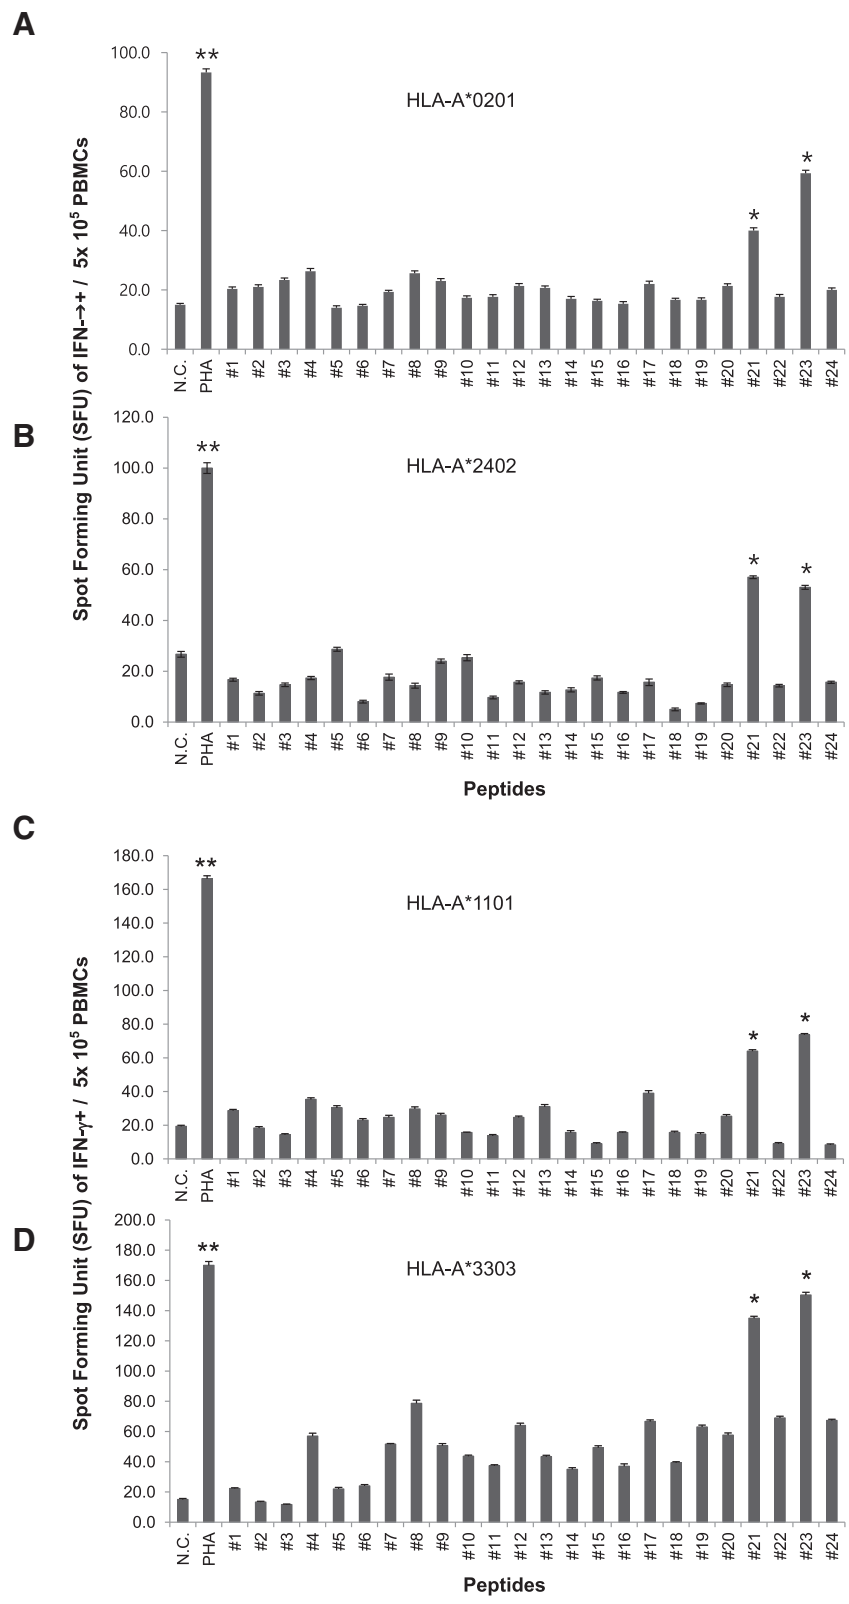 A
Spot Forming Unit (SFU) of IFN-→+ / 5x 10⁵ PBMCs
HLA-A*0201
100.0
80.0
60.0
40.0
20.0
0.0
**
*
*
N.C. PHA #1 #2 #3 #4 #5 #6 #7 #8 #9 #10 #11 #12 #13 #14 #15 #16 #17 #18 #19 #20 #21 #22 #23 #24
B
HLA-A*2402
120.0
100.0
80.0
60.0
40.0
20.0
0.0
**
*
*
N.C. PHA #1 #2 #3 #4 #5 #6 #7 #8 #9 #10 #11 #12 #13 #14 #15 #16 #17 #18 #19 #20 #21 #22 #23 #24
Peptides
C
Spot Forming Unit (SFU) of IFN-γ+ / 5x 10⁵ PBMCs
HLA-A*1101
180.0
160.0
140.0
120.0
100.0
80.0
60.0
40.0
20.0
0.0
**
*
*
N.C. PHA #1 #2 #3 #4 #5 #6 #7 #8 #9 #10 #11 #12 #13 #14 #15 #16 #17 #18 #19 #20 #21 #22 #23 #24
D
HLA-A*3303
200.0
180.0
160.0
140.0
120.0
100.0
80.0
60.0
40.0
20.0
0.0
**
*
*
N.C. PHA #1 #2 #3 #4 #5 #6 #7 #8 #9 #10 #11 #12 #13 #14 #15 #16 #17 #18 #19 #20 #21 #22 #23 #24
Peptides